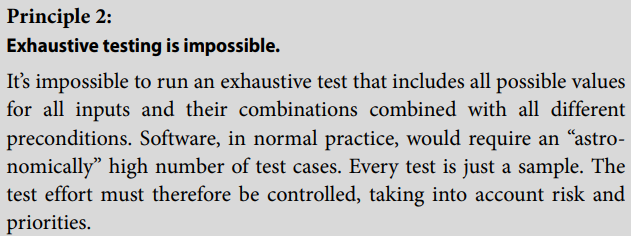 Principle 2:
Exhaustive testing is impossible.
It's impossible to run an exhaustive test that includes all possible values
for all inputs and their combinations combined with all different
preconditions. Software, in normal practice, would require an “astro-
nomically” high number of test cases. Every test is just a sample. The
test effort must therefore be controlled, taking into account risk and
priorities.